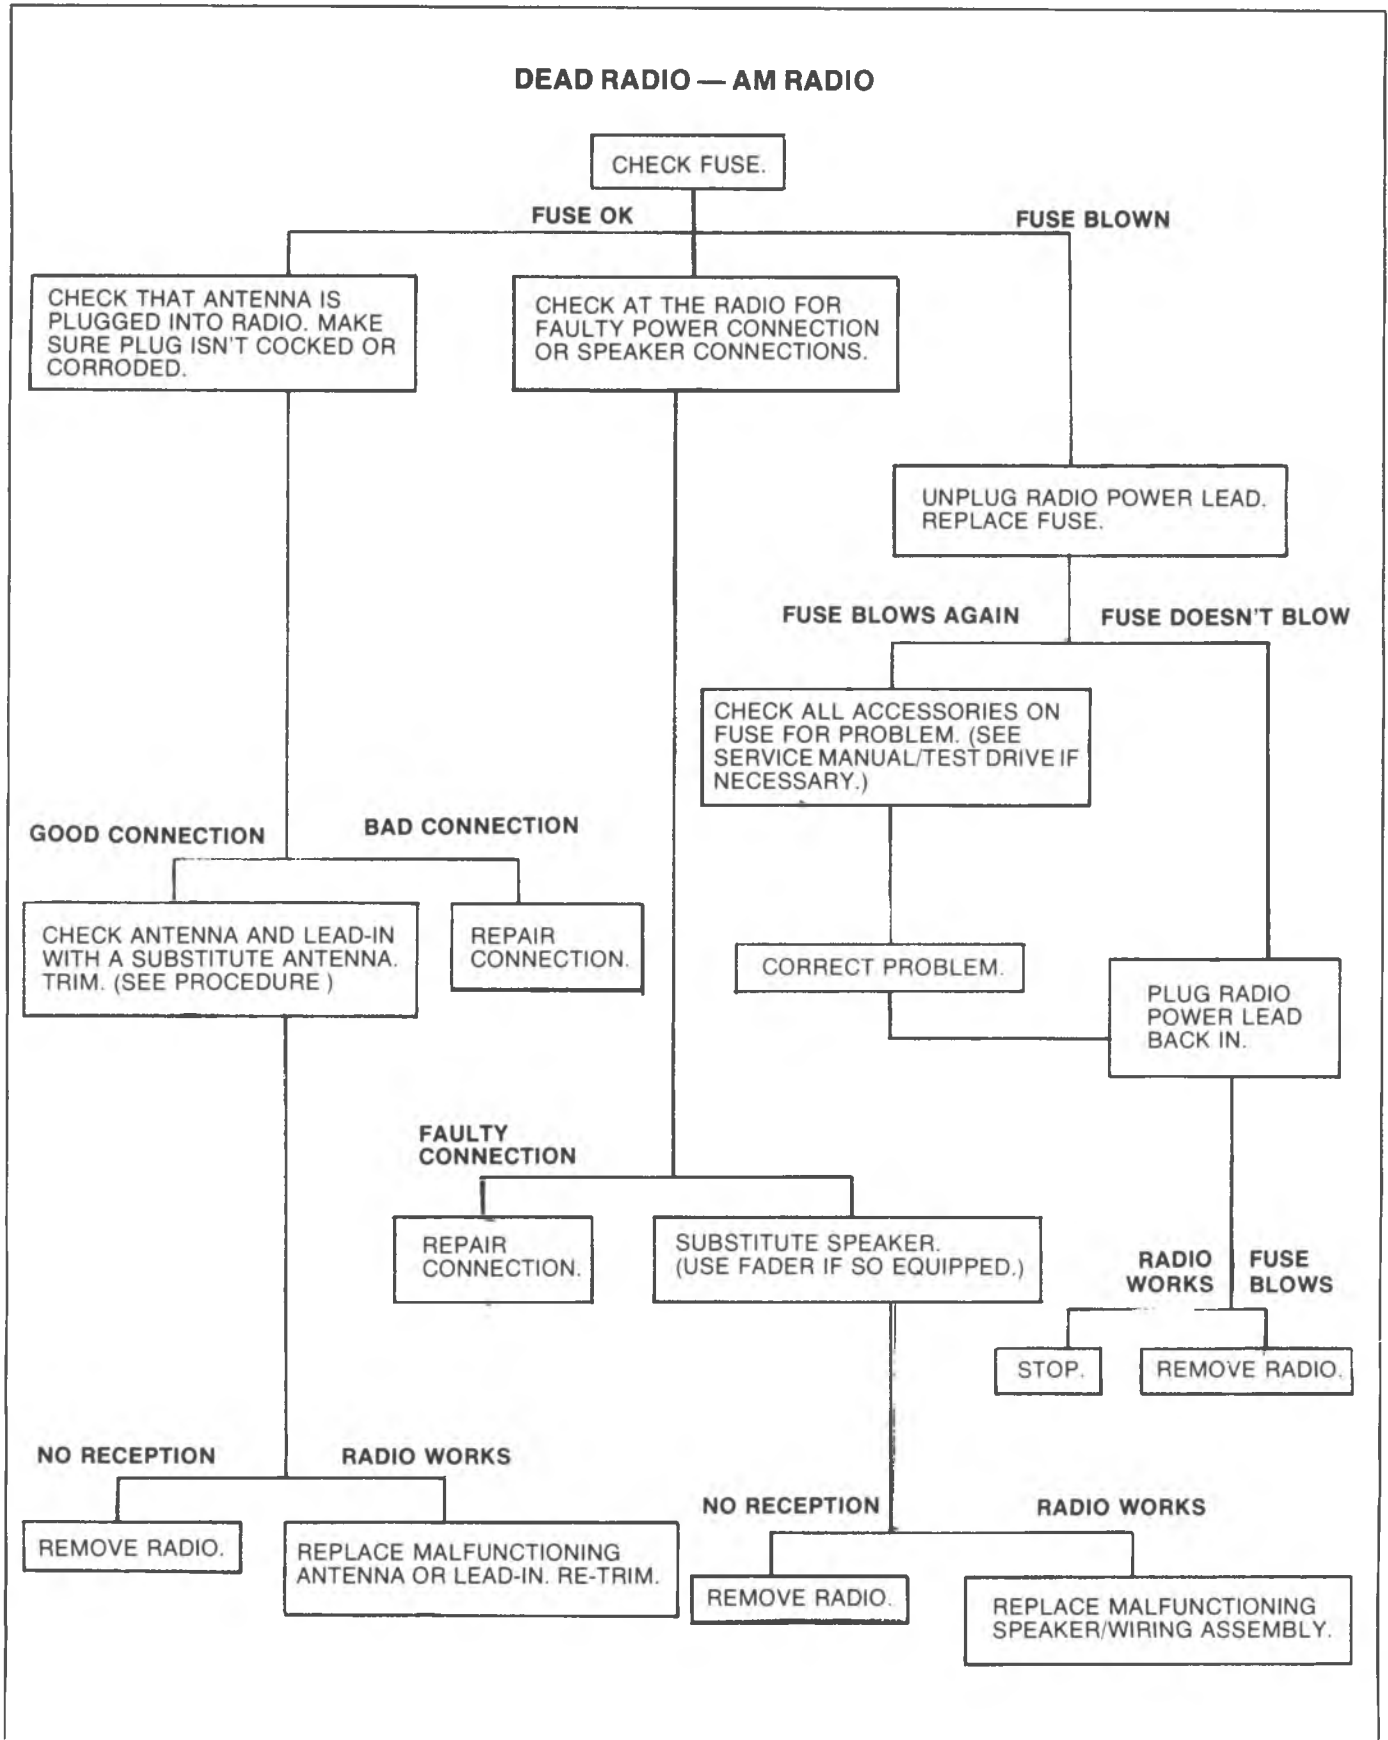 DEAD RADIO — AM RADIO
CHECK FUSE.
FUSE OK
FUSE BLOWN
CHECK THAT ANTENNA IS
PLUGGED INTO RADIO. MAKE
SURE PLUG ISN'T COCKED OR
CORRODED.
CHECK AT THE RADIO FOR
FAULTY POWER CONNECTION
OR SPEAKER CONNECTIONS.
UNPLUG RADIO POWER LEAD.
REPLACE FUSE.
FUSE BLOWS AGAIN
FUSE DOESN'T BLOW
CHECK ALL ACCESSORIES ON
FUSE FOR PROBLEM. (SEE
SERVICE MANUAL/TEST DRIVE IF
NECESSARY.)
GOOD CONNECTION
BAD CONNECTION
CHECK ANTENNA AND LEAD-IN
WITH A SUBSTITUTE ANTENNA.
TRIM. (SEE PROCEDURE )
REPAIR
CONNECTION.
CORRECT PROBLEM.
PLUG RADIO
POWER LEAD
BACK IN.
FAULTY
CONNECTION
REPAIR
CONNECTION.
SUBSTITUTE SPEAKER.
(USE FADER IF SO EQUIPPED.)
RADIO
WORKS
FUSE
BLOWS
STOP.
REMOVE RADIO.
NO RECEPTION
RADIO WORKS
REMOVE RADIO.
REPLACE MALFUNCTIONING
ANTENNA OR LEAD-IN. RE-TRIM.
NO RECEPTION
RADIO WORKS
REMOVE RADIO.
REPLACE MALFUNCTIONING
SPEAKER/WIRING ASSEMBLY.